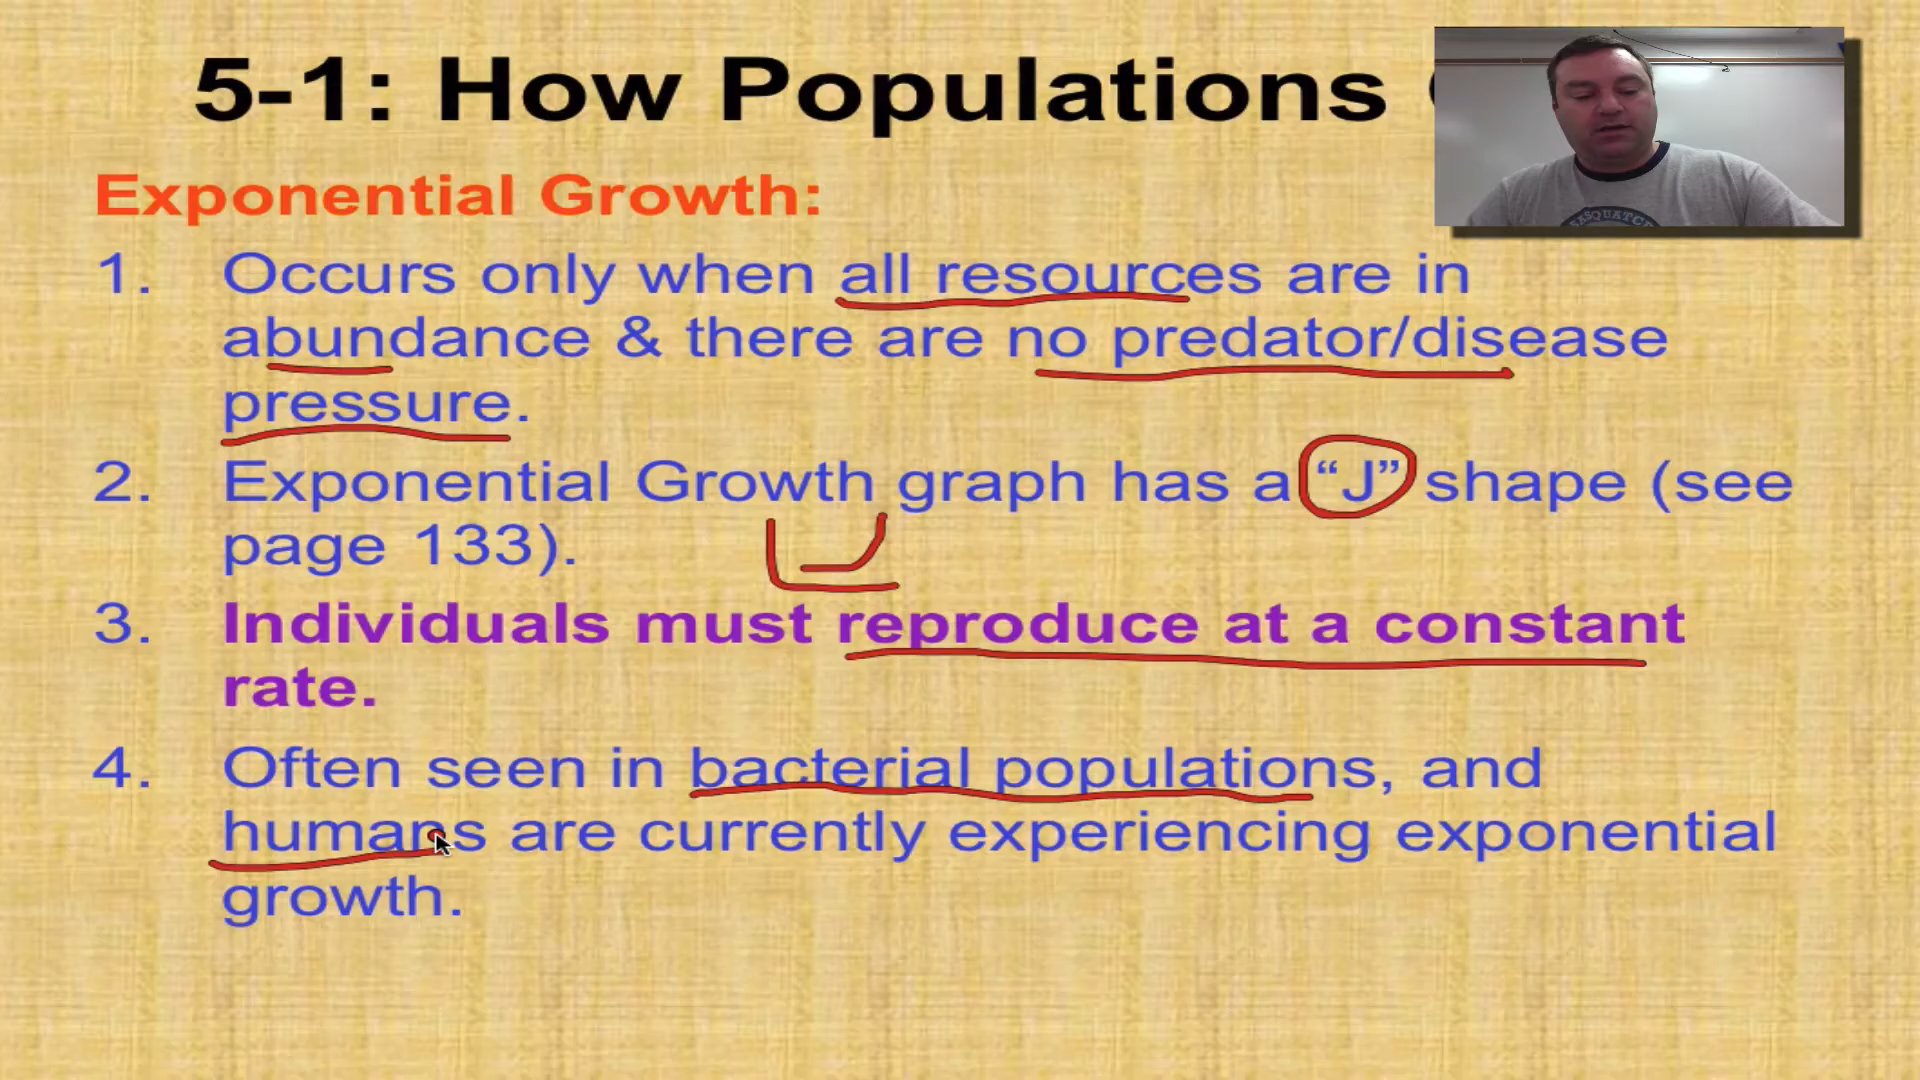 5-1: How Populations
Exponential Growth:
1. Occurs only when all resources are in
abundance & there are no predator/disease
pressure.
2. Exponential Growth graph has a “J” shape (see
page 133).
3. Individuals must reproduce at a constant
rate.
4. Often seen in bacterial populations, and
humans are currently experiencing exponential
growth.